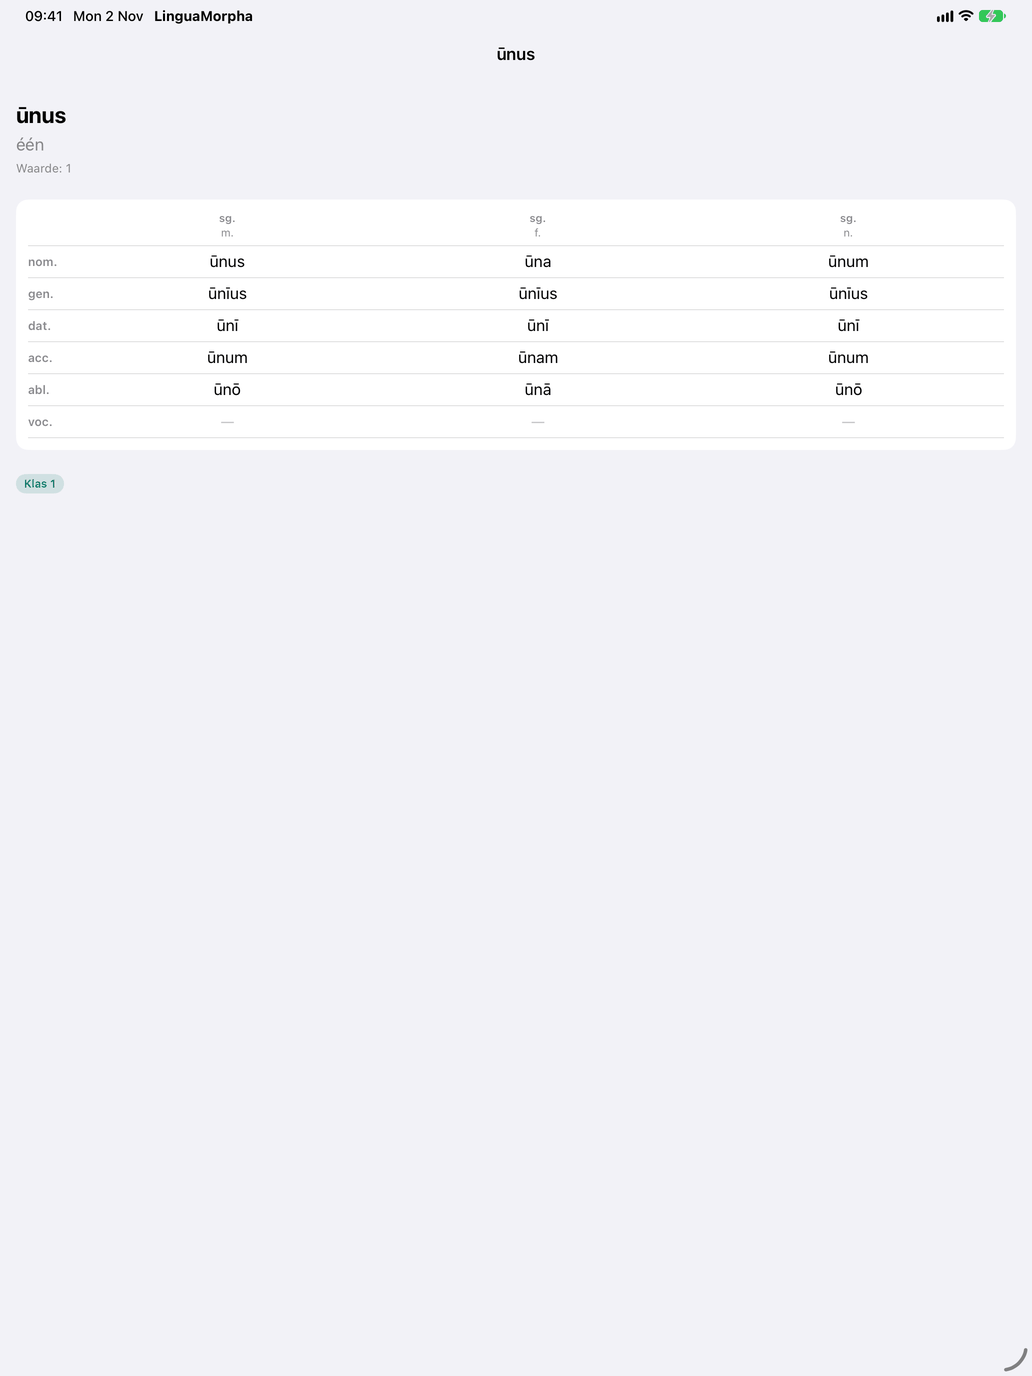 09:41 Mon 2 Nov LinguaMorpha
ūnus
ūnus
één
Waarde: 1
sg. sg. sg.
m. f. n.
nom. ūnus ūna ūnum
gen. ūnīus ūnīus ūnīus
dat. ūnī ūnī ūnī
acc. ūnum ūnam ūnum
abl. ūnō ūnā ūnō
voc. — — —
Klas 1